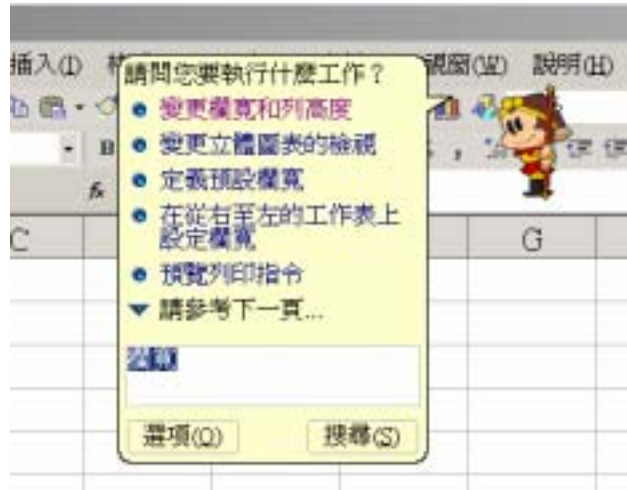 插入(I)
視窗(W) 說明(H)
B
fx
C
G
請問您要執行什麼工作？
變更欄寬和列高度
變更立體圖表的檢視
定義預設欄寬
在從右至左的工作表上
設定欄寬
預覽列印指令
請參考下一頁...
選項(O) 搜尋(S)